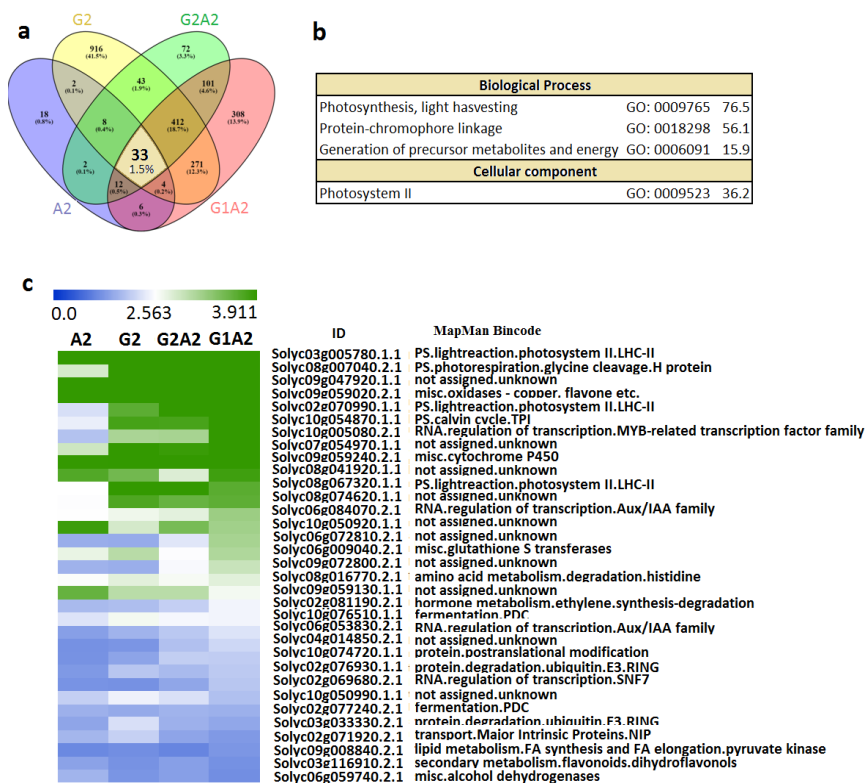 a
G2
G2A2
A2
G1A2
916
(41.5%)
72
(3.3%)
2
(0.1%)
43
(1.9%)
101
(4.6%)
18
(0.8%)
8
(0.4%)
412
(18.7%)
308
(13.9%)
33
1.5%
2
(0.1%)
271
(12.3%)
12
(0.5%)
4
(0.2%)
6
(0.3%)
b
Biological Process
Photosynthesis, light hasvesting GO: 0009765 76.5
Protein-chromophore linkage GO: 0018298 56.1
Generation of precursor metabolites and energy GO: 0006091 15.9
Cellular component
Photosystem II GO: 0009523 36.2
c
0.0 2.563 3.911
A2 G2 G2A2 G1A2 ID MapMan Bincode
Solyc03g005780.1.1 PS.lightreaction.photosystem II.LHC-II
Solyc08g007040.2.1 PS.photorespiration.glycine cleavage.H protein
Solyc09g047920.1.1 not assigned.unknown
Solyc09g059020.2.1 misc.oxidases - copper. flavone etc.
Solyc02g070990.1.1 PS.lightreaction.photosystem II.LHC-II
Solyc10g054870.1.1 PS.calvin cycle.TPI
Solyc10g005080.2.1 RNA.regulation of transcription.MYB-related transcription factor family
Solyc07g054970.1.1 not assigned.unknown
Solyc09g059240.2.1 misc.cytochrome P450
Solyc08g041920.1.1 not assigned.unknown
Solyc08g067320.1.1 PS.lightreaction.photosystem II.LHC-II
Solyc08g074620.1.1 not assigned.unknown
Solyc06g084070.2.1 RNA.regulation of transcription.Aux/IAA family
Solyc10g050920.1.1 not assigned.unknown
Solyc06g072810.2.1 not assigned.unknown
Solyc06g009040.2.1 misc.glutathione S transferases
Solyc09g072800.1.1 not assigned.unknown
Solyc08g016770.2.1 amino acid metabolism.degradation.histidine
Solyc09g059130.1.1 not assigned.unknown
Solyc02g081190.2.1 hormone metabolism.ethylene.synthesis-degradation
Solyc10g076510.1.1 fermentation.PDC
Solyc06g053830.2.1 RNA.regulation of transcription.Aux/IAA family
Solyc04g014850.2.1 not assigned.unknown
Solyc10g074720.1.1 protein.postranslational modification
Solyc02g076930.1.1 protein.degradation.ubiquitin.E3.RING
Solyc02g069680.2.1 RNA.regulation of transcription.SNF7
Solyc10g050990.1.1 not assigned.unknown
Solyc02g077240.2.1 fermentation.PDC
Solyc03g033330.2.1 protein.degradation.ubiquitin.E3.RING
Solyc02g071920.2.1 transport.Major Intrinsic Proteins.NIP
Solyc09g008840.2.1 lipid metabolism.FA synthesis and FA elongation.pyruvate kinase
Solyc03g116910.2.1 secondary metabolism.flavonoids.dihydroflavonols
Solyc06g059740.2.1 misc.alcohol dehydrogenases